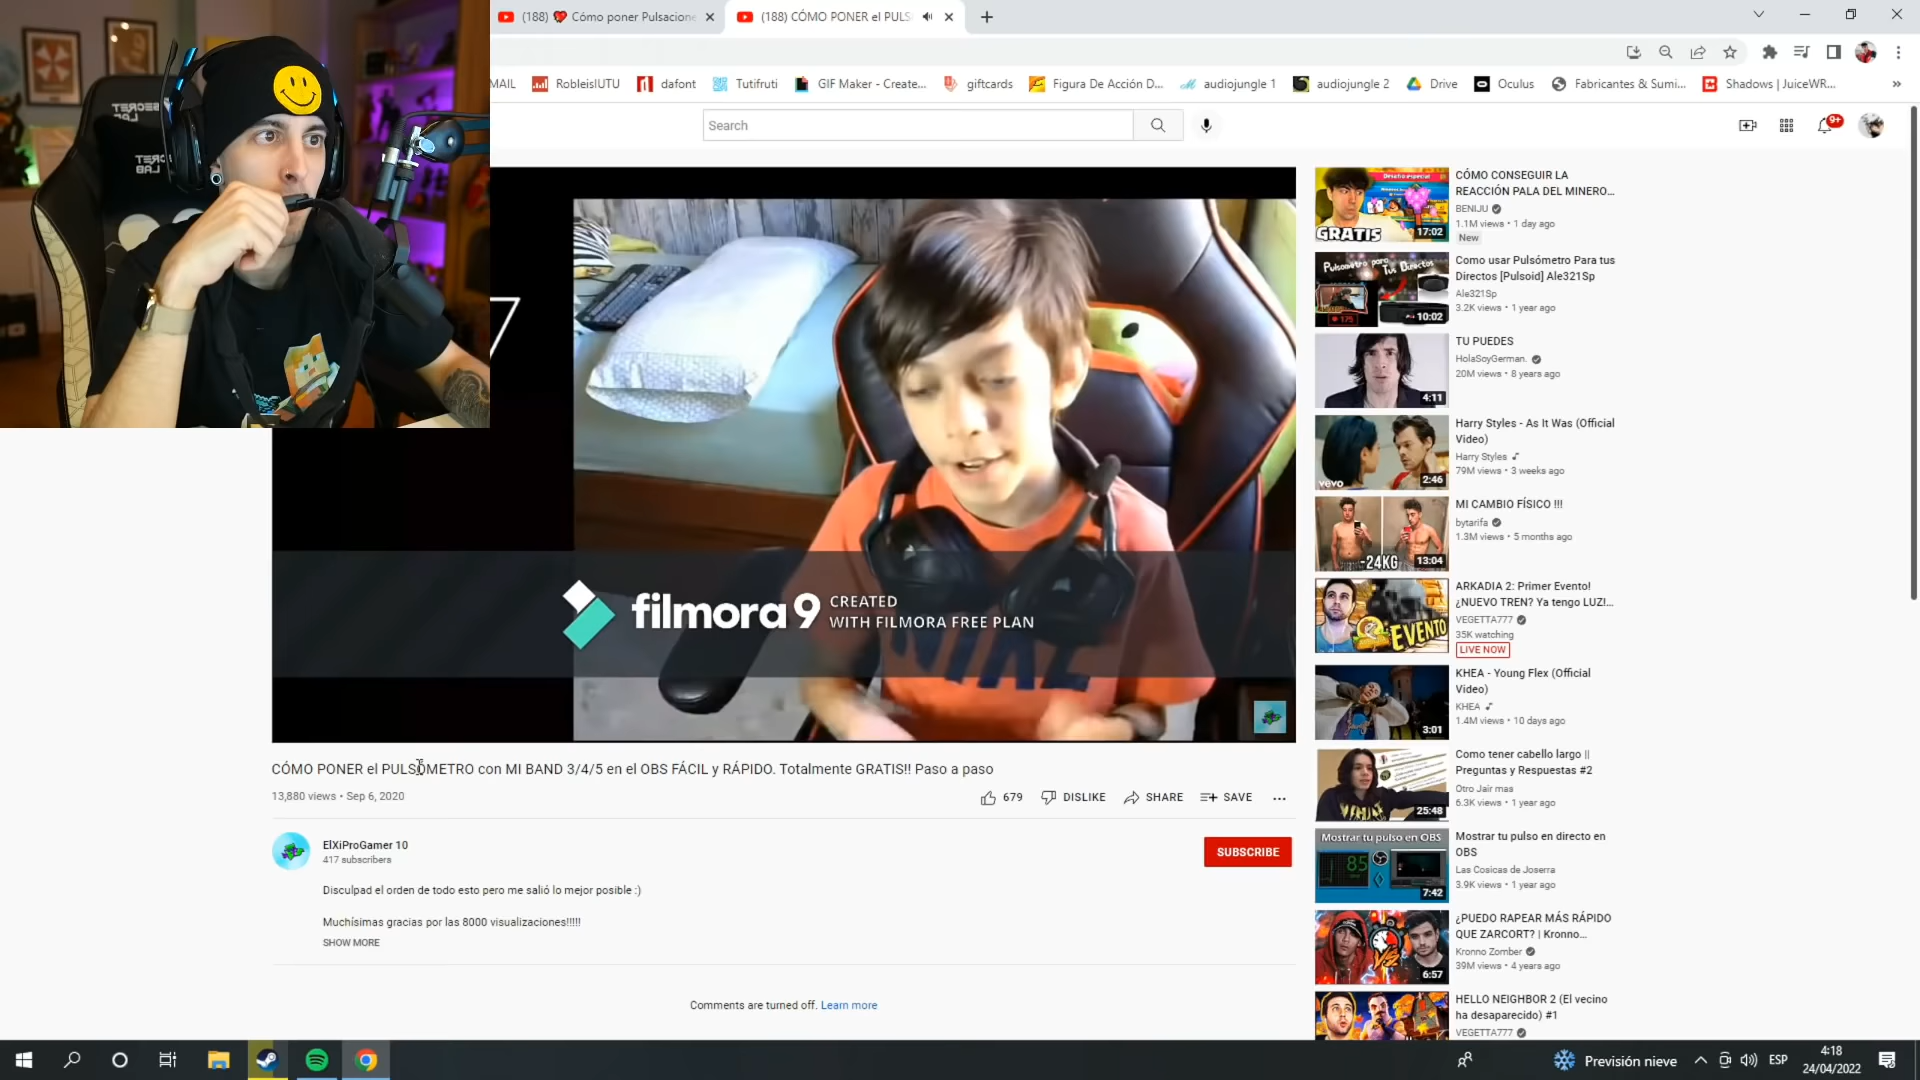 (188) ❤ Cómo poner Pulsacione
(188) CÓMO PONER el PULS
MAIL
RobleisIUTU
dafont
Tutifruti
GIF Maker - Create...
giftcards
Figura De Acción D...
audiojungle 1
audiojungle 2
Drive
Oculus
Fabricantes & Sumi...
Shadows | JuiceWR...
»
Search
9+
SECRET
LAB
filmora9 CREATED
WITH FILMORA FREE PLAN
CÓMO PONER el PULSÓMETRO con MI BAND 3/4/5 en el OBS FÁCIL y RÁPIDO. Totalmente GRATIS!! Paso a paso
13,880 views • Sep 6, 2020
679
DISLIKE
SHARE
SAVE
...
ElXiProGamer 10
417 subscribers
SUBSCRIBE
Disculpad el orden de todo esto pero me salió lo mejor posible :)
Muchísimas gracias por las 8000 visualizaciones!!!!!
SHOW MORE
Comments are turned off. Learn more
Desafío especial
GRATIS
17:02
CÓMO CONSEGUIR LA
REACCIÓN PALA DEL MINERO...
BENIJU
1.1M views • 1 day ago
New
Pulsometro para
Tus Directos
175
10:02
Como usar Pulsómetro Para tus
Directos [Pulsoid] Ale321Sp
Ale321Sp
3.2K views • 1 year ago
4:11
TU PUEDES
HolaSoyGerman.
20M views • 8 years ago
vevo
2:46
Harry Styles - As It Was (Official
Video)
Harry Styles
79M views • 3 weeks ago
-24KG
13:04
MI CAMBIO FÍSICO !!!
bytarifa
1.3M views • 5 months ago
EVENTO
ARKADIA 2: Primer Evento!
¿NUEVO TREN? Ya tengo LUZ!...
VEGETTA777
35K watching
LIVE NOW
3:01
KHEA - Young Flex (Official
Video)
KHEA
1.4M views • 10 days ago
25:48
Como tener cabello largo ||
Preguntas y Respuestas #2
Otro Jair mas
6.3K views • 1 year ago
Mostrar tu pulso en OBS
85
7:42
Mostrar tu pulso en directo en
OBS
Las Cosicas de Joserra
3.9K views • 1 year ago
VS
6:57
¿PUEDO RAPEAR MÁS RÁPIDO
QUE ZARCORT? | Kronno...
Kronno Zomber
39M views • 4 years ago
HELLO NEIGHBOR 2 (El vecino
ha desaparecido) #1
VEGETTA777
Previsión nieve
ESP
4:18
24/04/2022